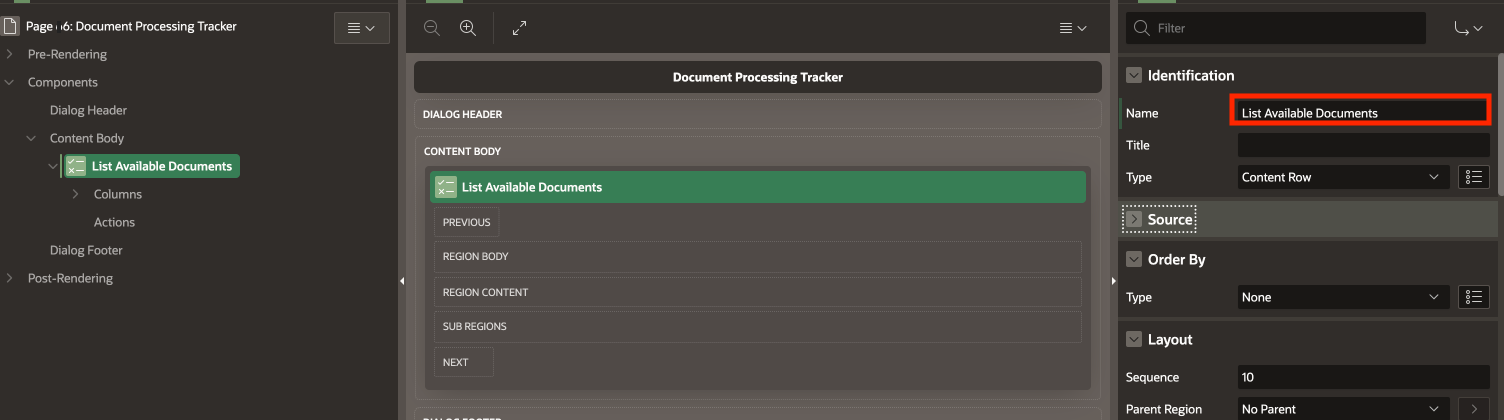 Page 6: Document Processing Tracker
Pre-Rendering
Components
Dialog Header
Content Body
List Available Documents
Columns
Actions
Dialog Footer
Post-Rendering
Document Processing Tracker
DIALOG HEADER
CONTENT BODY
List Available Documents
PREVIOUS
REGION BODY
REGION CONTENT
SUB REGIONS
NEXT
Filter
Identification
Name List Available Documents
Title
Type Content Row
Source
Order By
Type None
Layout
Sequence 10
Parent Region No Parent